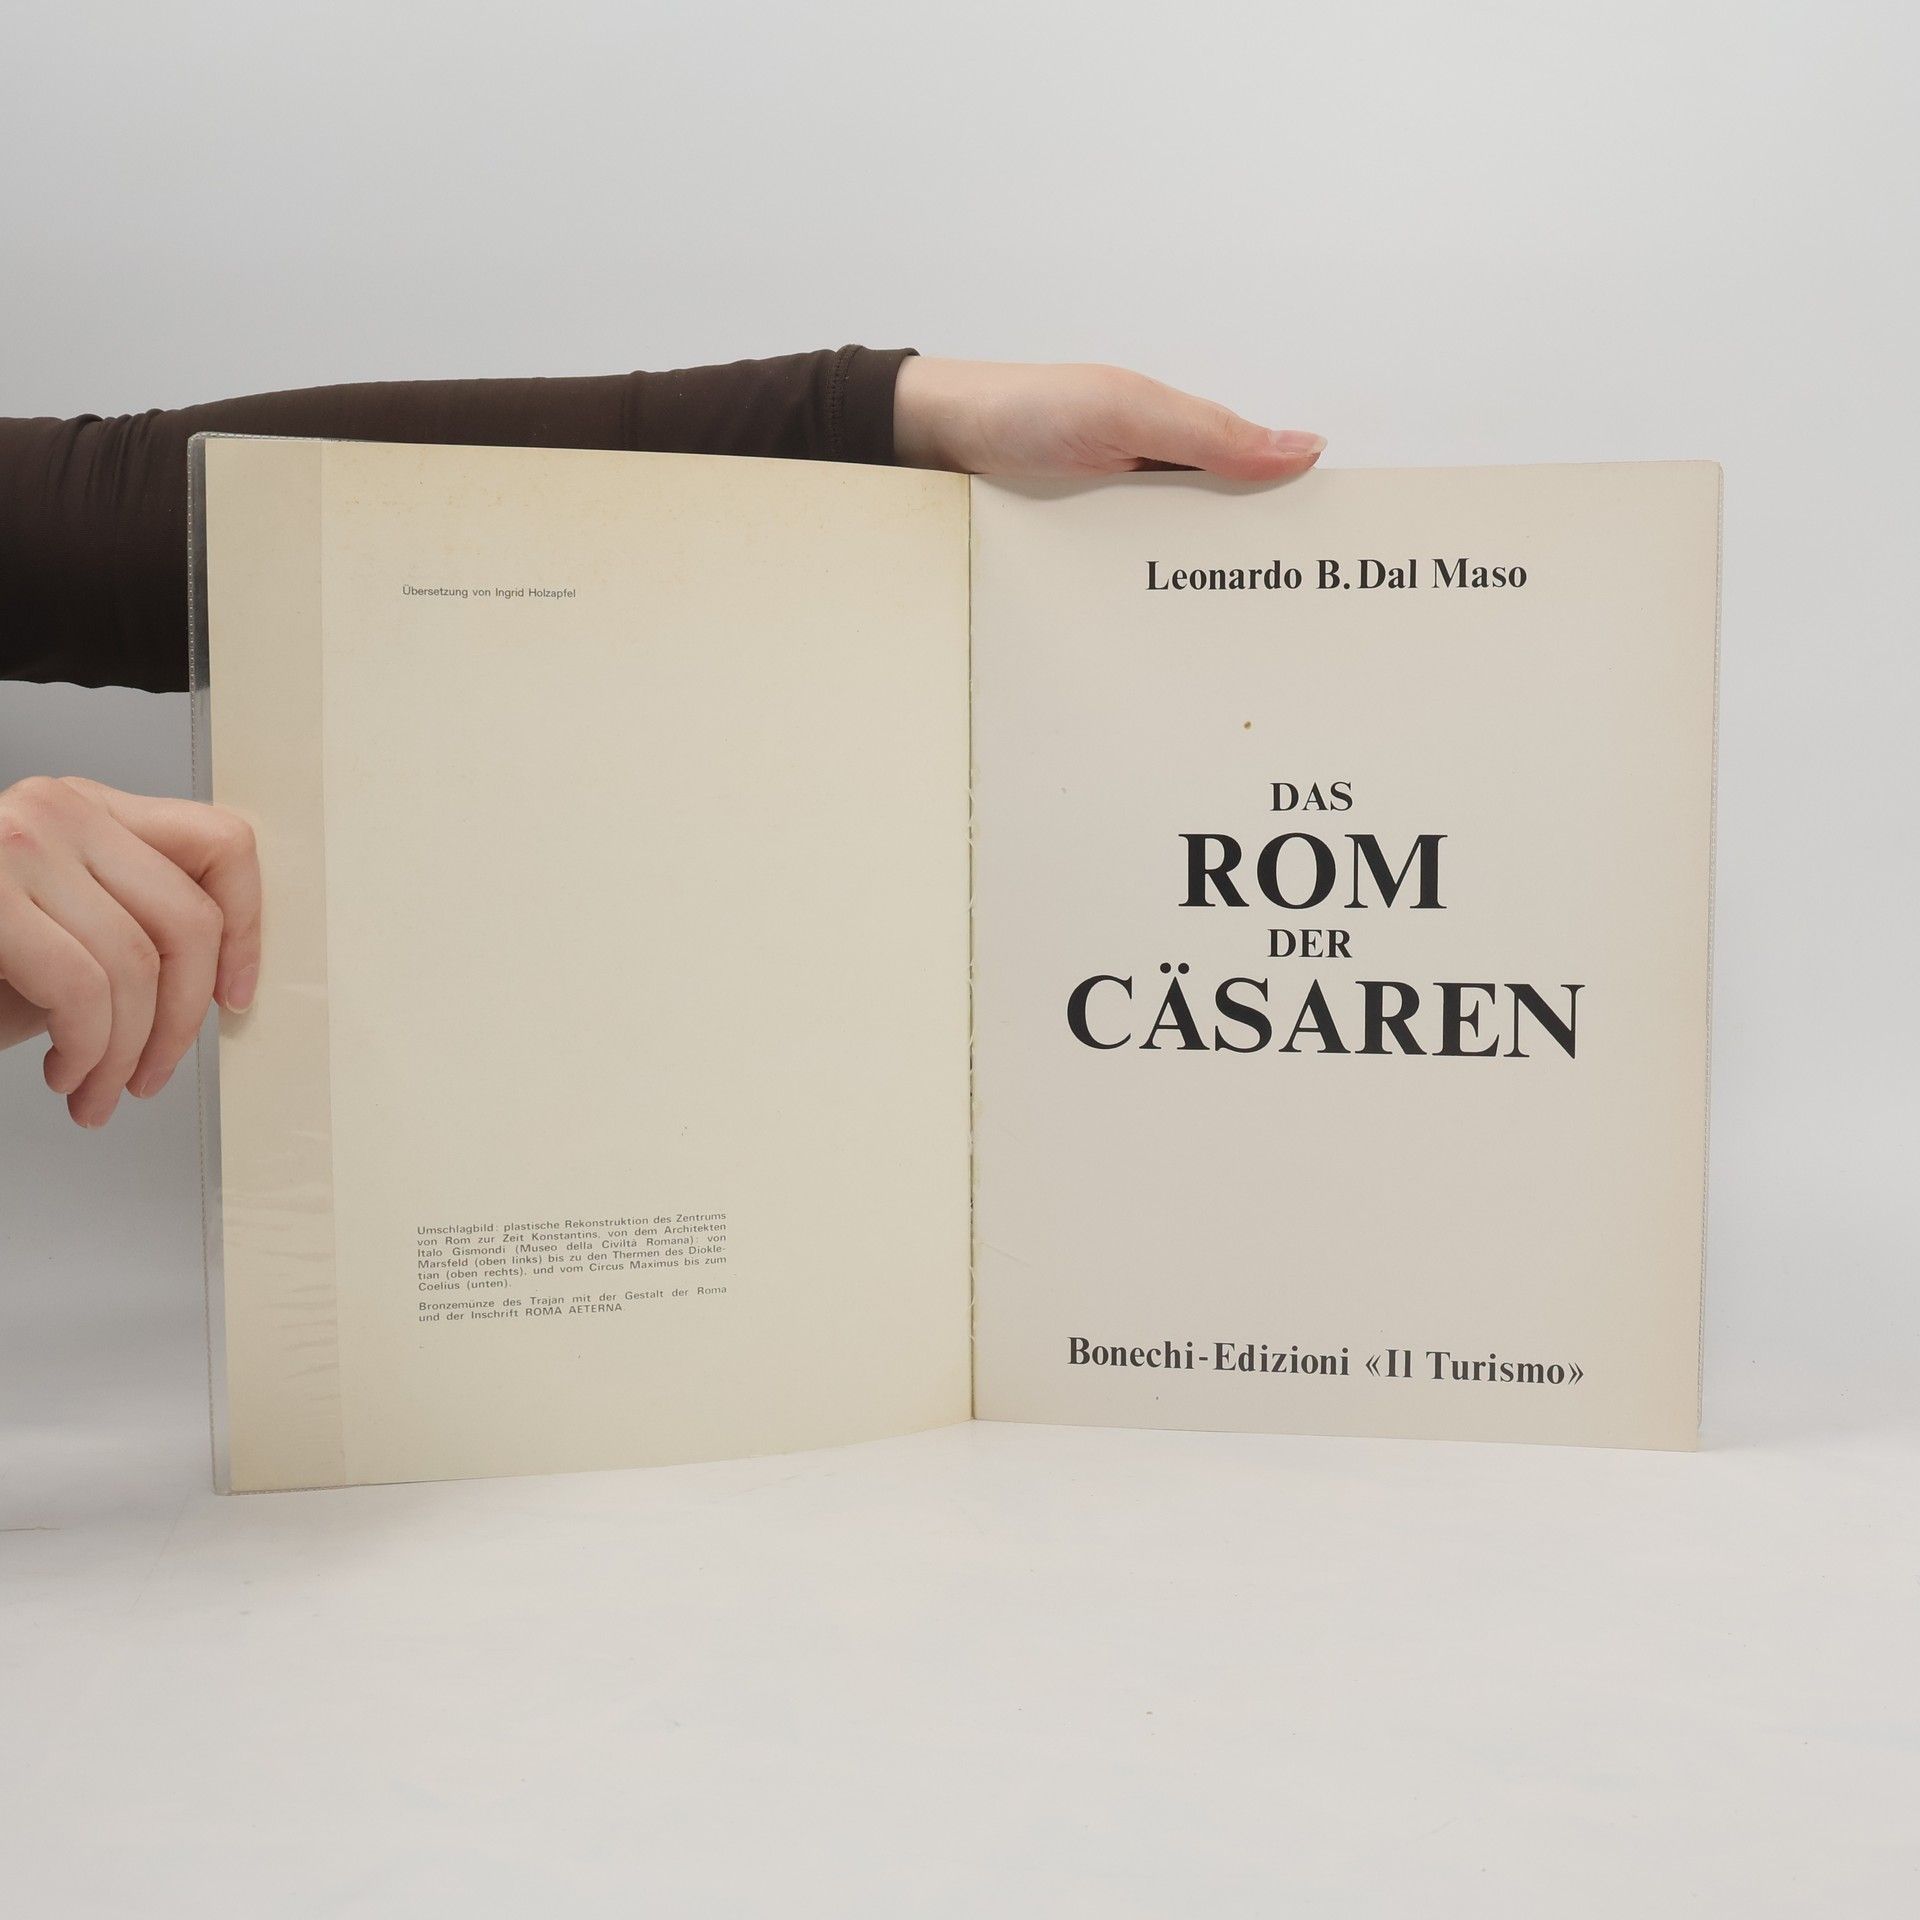 Übersetzung von Ingrid Holzapfel
Umschlagbild: plastische Rekonstruktion des Zentrums
von Rom zur Zeit Konstantins, von dem Architekten
Italo Gismondi (Museo della Civiltà Romana): von
Marsfeld (oben links) bis zu den Thermen des Diokle-
tian (oben rechts), und vom Circus Maximus bis zum
Coelius (unten).
Bronzemünze des Trajan mit der Gestalt der Roma
und der Inschrift ROMA AETERNA.
Leonardo B. Dal Maso
DAS
ROM
DER
CÄSAREN
Bonechi-Edizioni «Il Turismo»